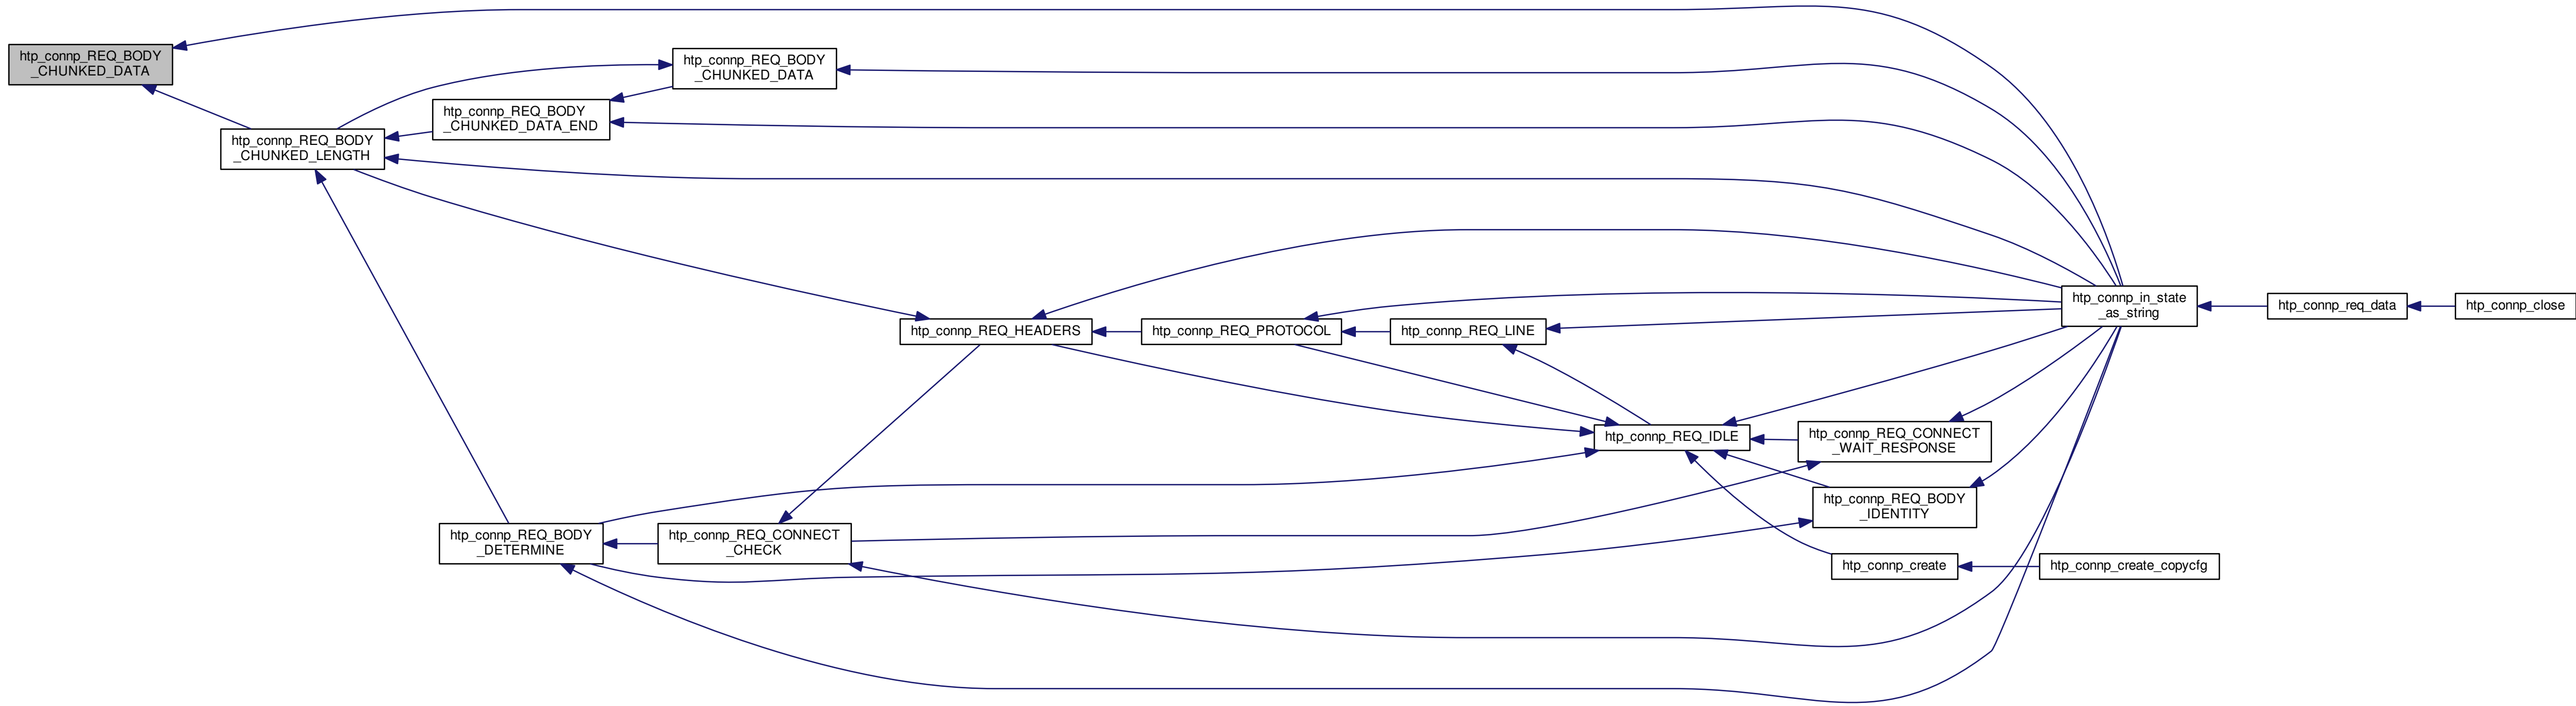 htp_connp_REQ_BODY
_CHUNKED_DATA
htp_connp_REQ_BODY
_CHUNKED_LENGTH
htp_connp_REQ_BODY
_CHUNKED_DATA_END
htp_connp_REQ_BODY
_CHUNKED_DATA
htp_connp_REQ_BODY
_DETERMINE
htp_connp_REQ_CONNECT
_CHECK
htp_connp_REQ_HEADERS
htp_connp_REQ_PROTOCOL
htp_connp_REQ_LINE
htp_connp_REQ_IDLE
htp_connp_REQ_CONNECT
_WAIT_RESPONSE
htp_connp_REQ_BODY
_IDENTITY
htp_connp_create
htp_connp_create_copycfg
htp_connp_in_state
_as_string
htp_connp_req_data
htp_connp_close